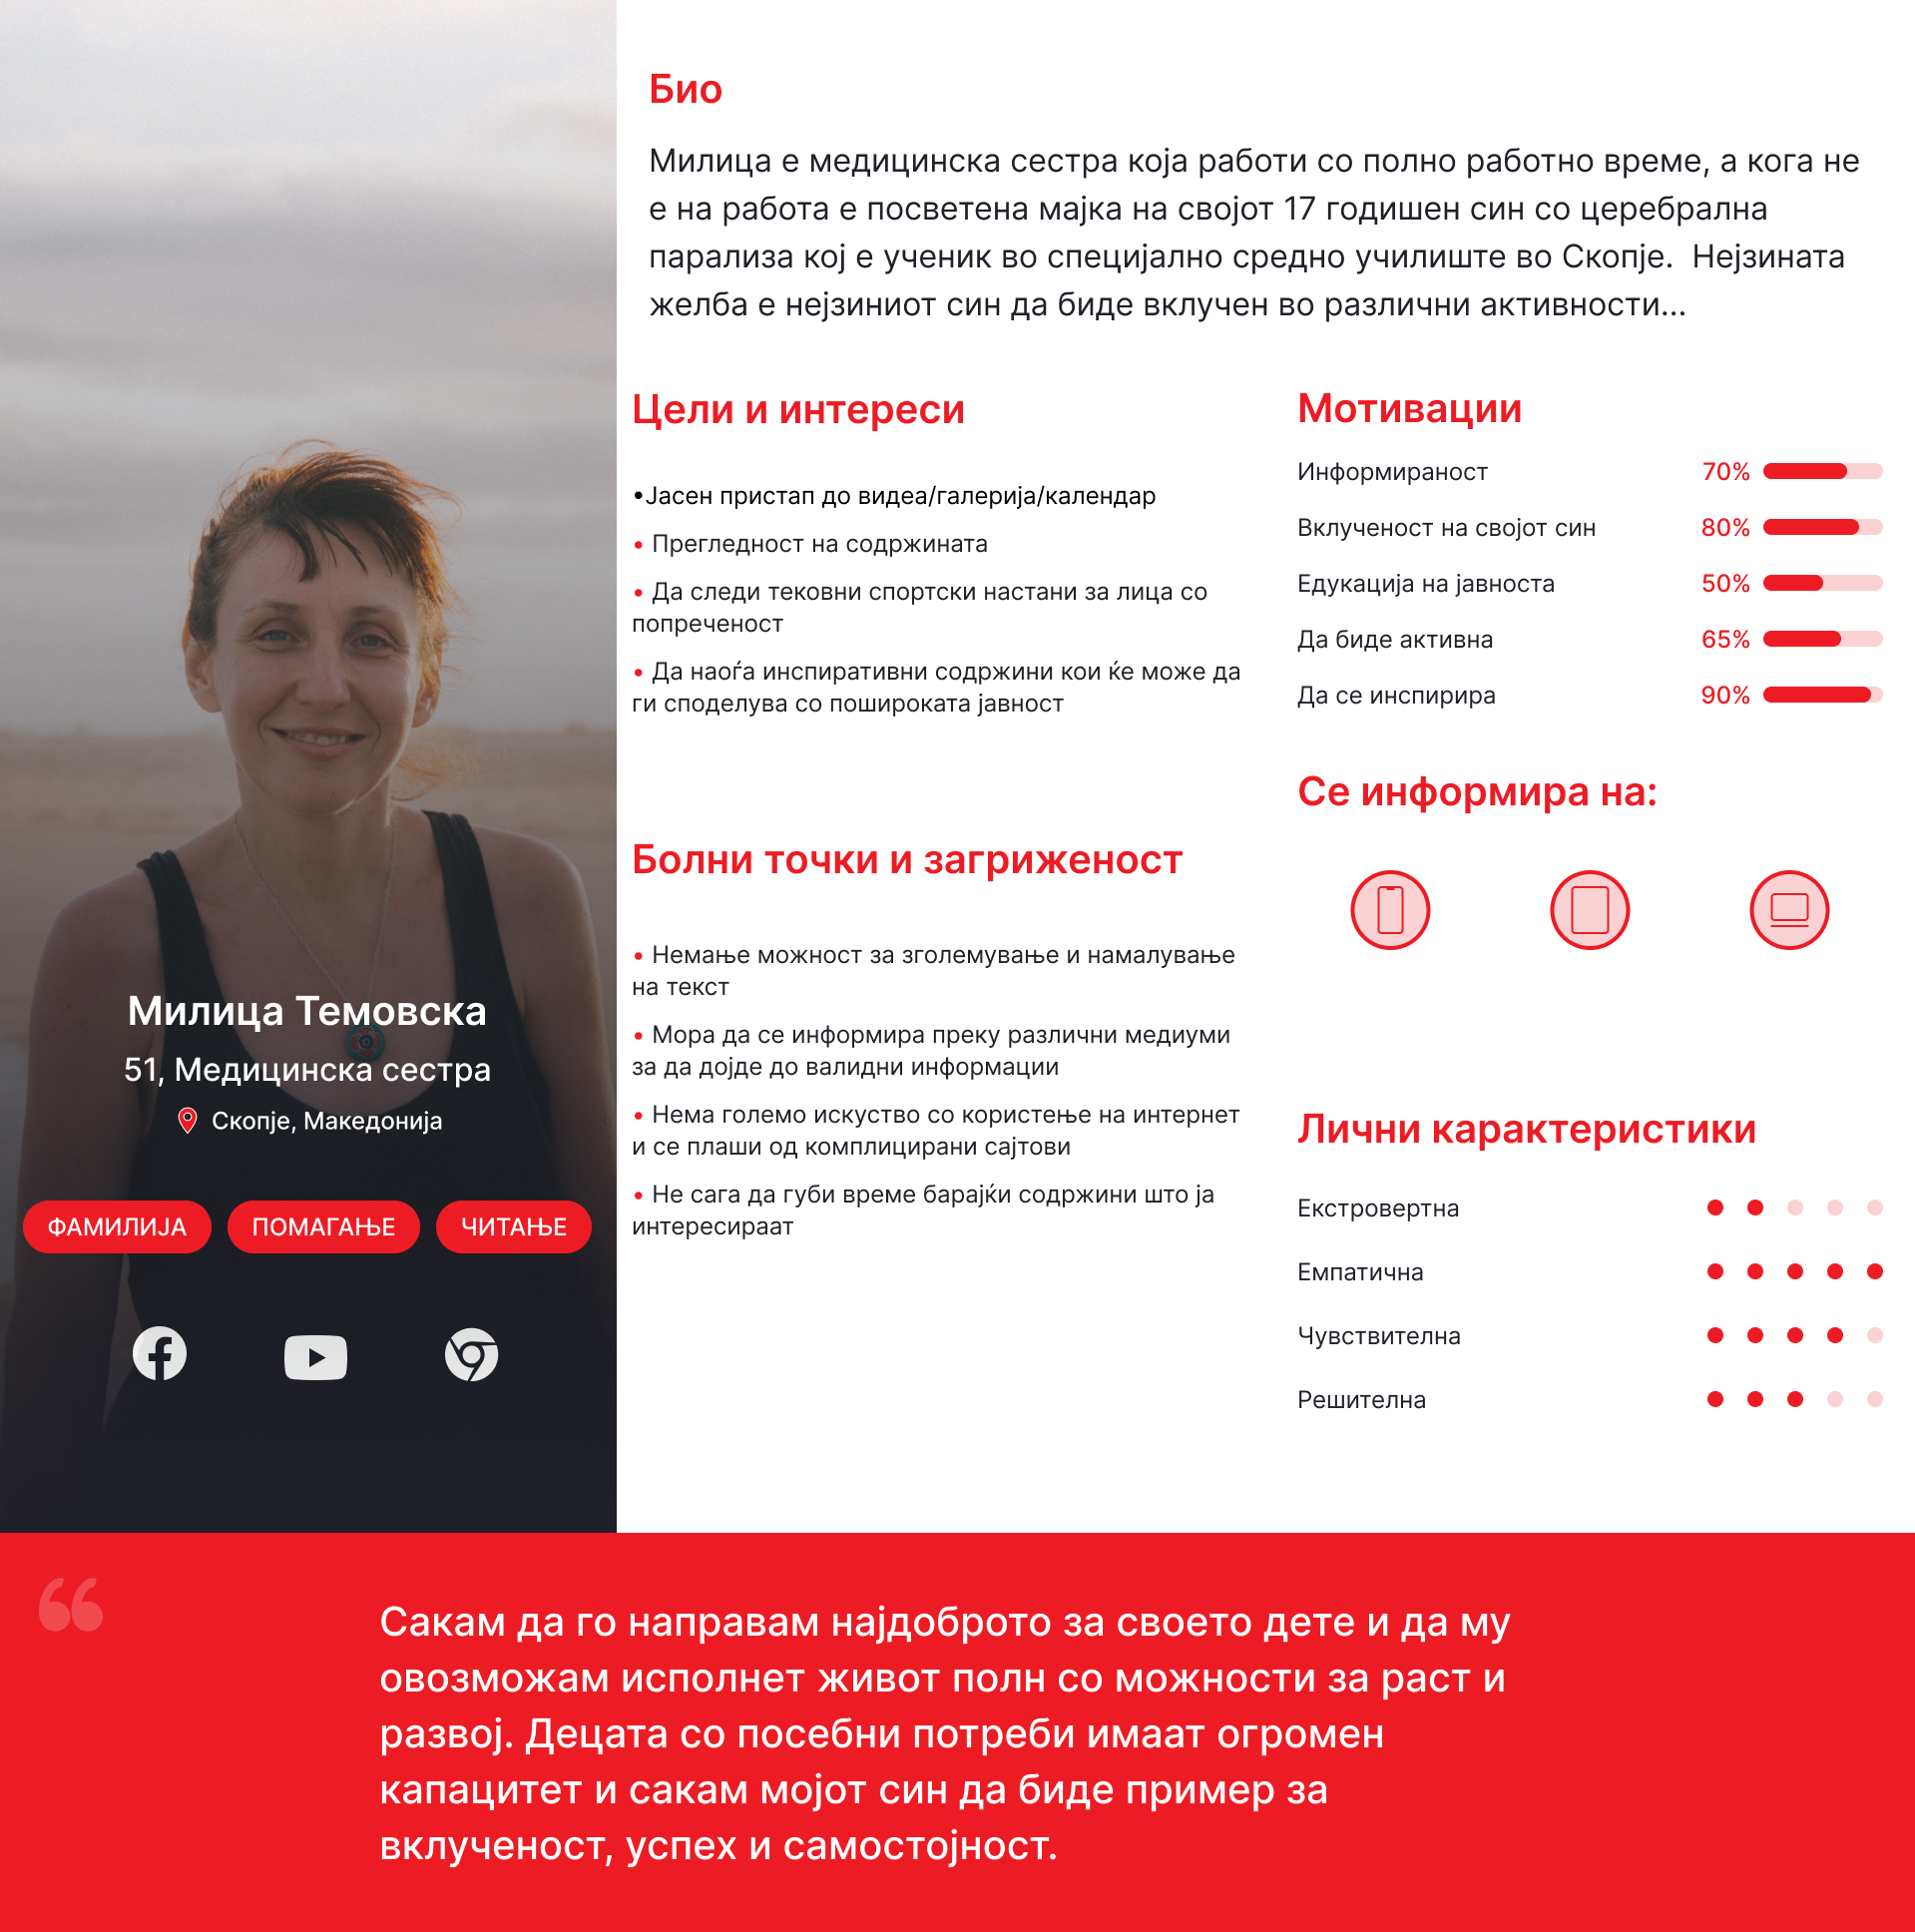 Био
Милица е медицинска сестра која работи со полно работно време, а кога не
е на работа е посветена мајка на својот 17 годишен син со церебрална
парализа кој е ученик во специјално средно училиште во Скопје.  Нејзината
желба е нејзиниот син да биде вклучен во различни активности...
Цели и интереси
•Јасен пристап до видеа/галерија/календар
• Прегледност на содржината
• Да следи тековни спортски настани за лица со
попреченост
• Да наоѓа инспиративни содржини кои ќе може да
ги споделува со пошироката јавност
Болни точки и загриженост
• Немање можност за зголемување и намалување
на текст
• Мора да се информира преку различни медиуми
за да дојде до валидни информации
• Нема големо искуство со користење на интернет
и се плаши од комплицирани сајтови
• Не сага да губи време барајќи содржини што ја
интересираат
Мотивации
Информираност 70%
Вклученост на својот син 80%
Едукација на јавноста 50%
Да биде активна 65%
Да се инспирира 90%
Се информира на:
Лични карактеристики
Екстровертна
Емпатична
Чувствителна
Решителна
Милица Темовска
51, Медицинска сестра
Скопје, Македонија
ФАМИЛИЈА ПОМАГАЊЕ ЧИТАЊЕ
“
Сакам да го направам најдоброто за своето дете и да му
овозможам исполнет живот полн со можности за раст и
развој. Децата со посебни потреби имаат огромен
капацитет и сакам мојот син да биде пример за
вклученост, успех и самостојност.